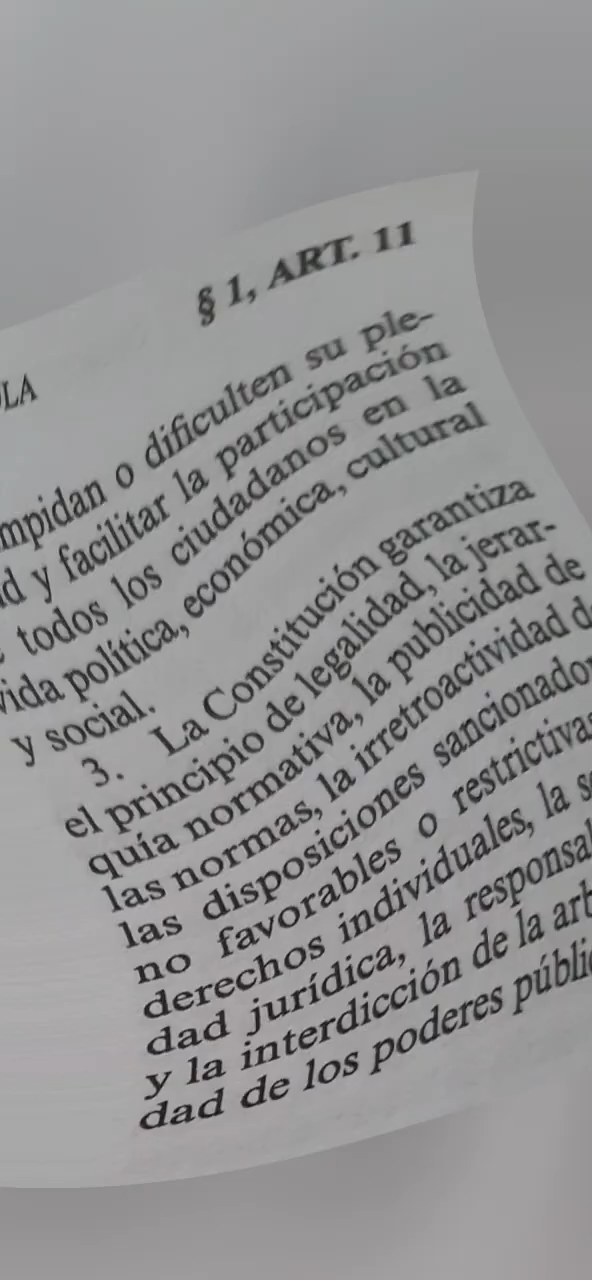 § 1, ART. 11
LA
mpidan o dificulten su ple-
d y facilitar la participación
todos los ciudadanos en la
vida política, económica, cultural
y social.
3. La Constitución garantiza
el principio de legalidad, la jerar-
quía normativa, la publicidad de
las normas, la irretroactividad d
las disposiciones sancionado
no favorables o restrictivas
derechos individuales, la s
dad jurídica, la responsa
y la interdicción de la arb
dad de los poderes públi